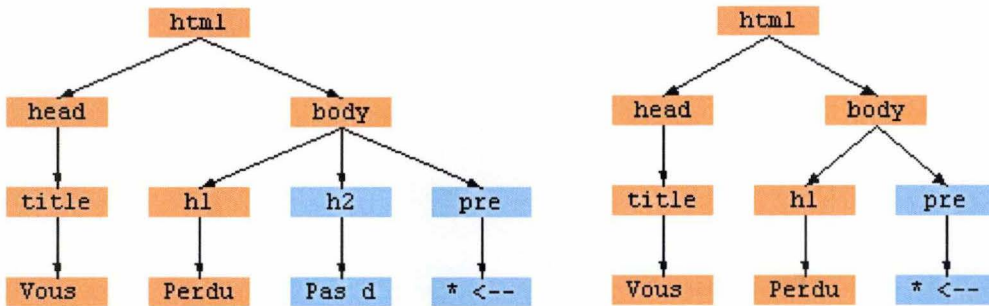 html
head
body
title
h1
h2
pre
Vous
Perdu
Pas d
* <--
html
head
body
title
h1
pre
Vous
Perdu
* <--